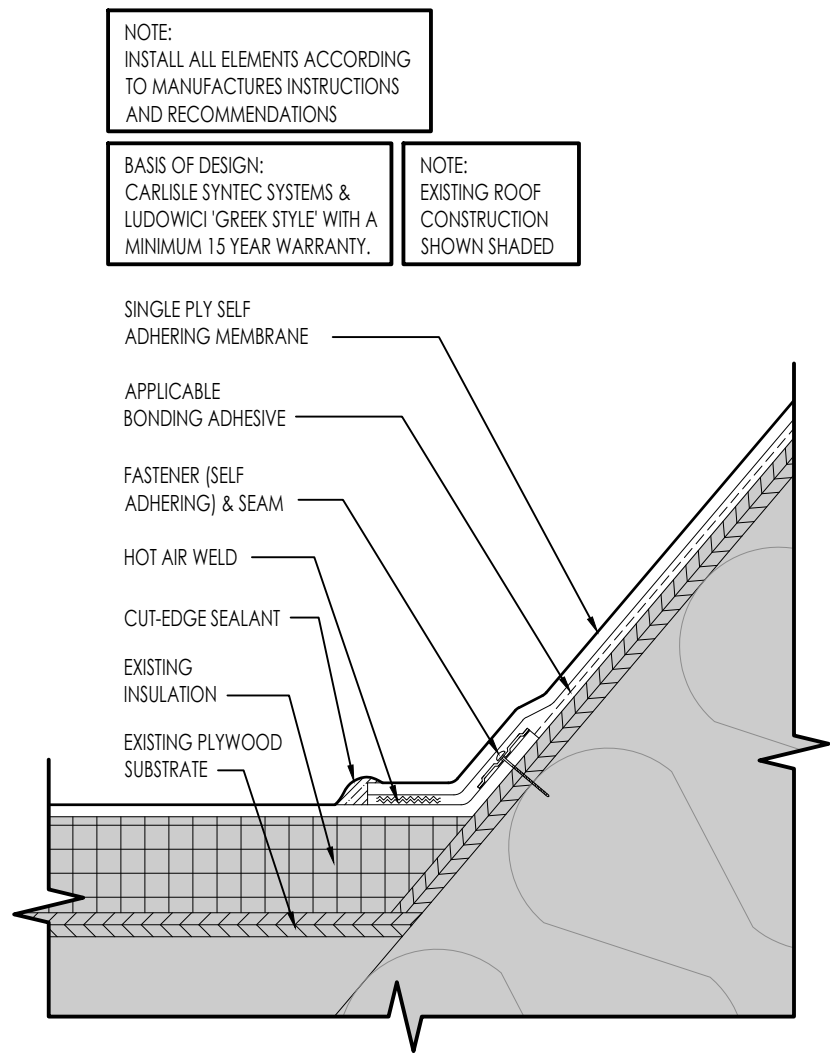 NOTE:
INSTALL ALL ELEMENTS ACCORDING
TO MANUFACTURES INSTRUCTIONS
AND RECOMMENDATIONS
BASIS OF DESIGN:
CARLISLE SYNTEC SYSTEMS &
LUDOWICI 'GREEK STYLE' WITH A
MINIMUM 15 YEAR WARRANTY.
NOTE:
EXISTING ROOF
CONSTRUCTION
SHOWN SHADED
SINGLE PLY SELF
ADHERING MEMBRANE
APPLICABLE
BONDING ADHESIVE
FASTENER (SELF
ADHERING) & SEAM
HOT AIR WELD
CUT-EDGE SEALANT
EXISTING
INSULATION
EXISTING PLYWOOD
SUBSTRATE